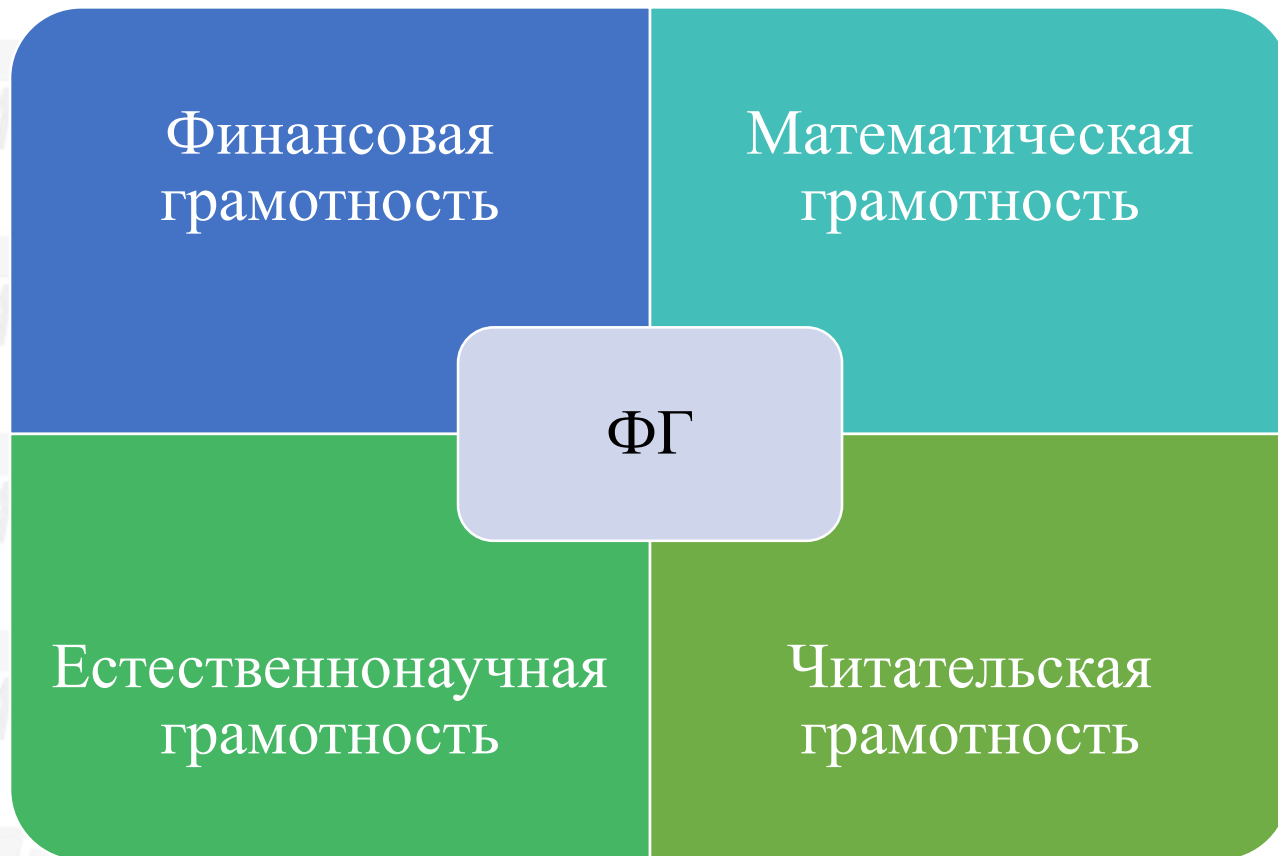 Финансовая
грамотность
Математическая
грамотность
ФГ
Естественнонаучная
грамотность
Читательская
грамотность